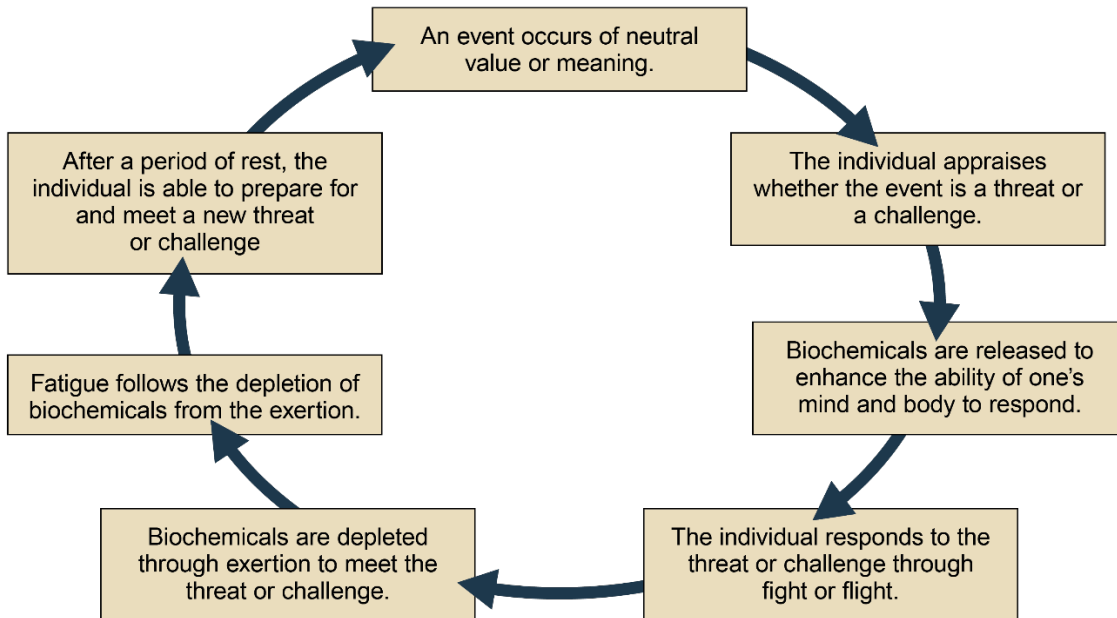 An event occurs of neutral
value or meaning.
The individual appraises
whether the event is a threat or
a challenge.
Biochemicals are released to
enhance the ability of one’s
mind and body to respond.
The individual responds to the
threat or challenge through
fight or flight.
Biochemicals are depleted
through exertion to meet the
threat or challenge.
Fatigue follows the depletion of
biochemicals from the exertion.
After a period of rest, the
individual is able to prepare for
and meet a new threat
or challenge